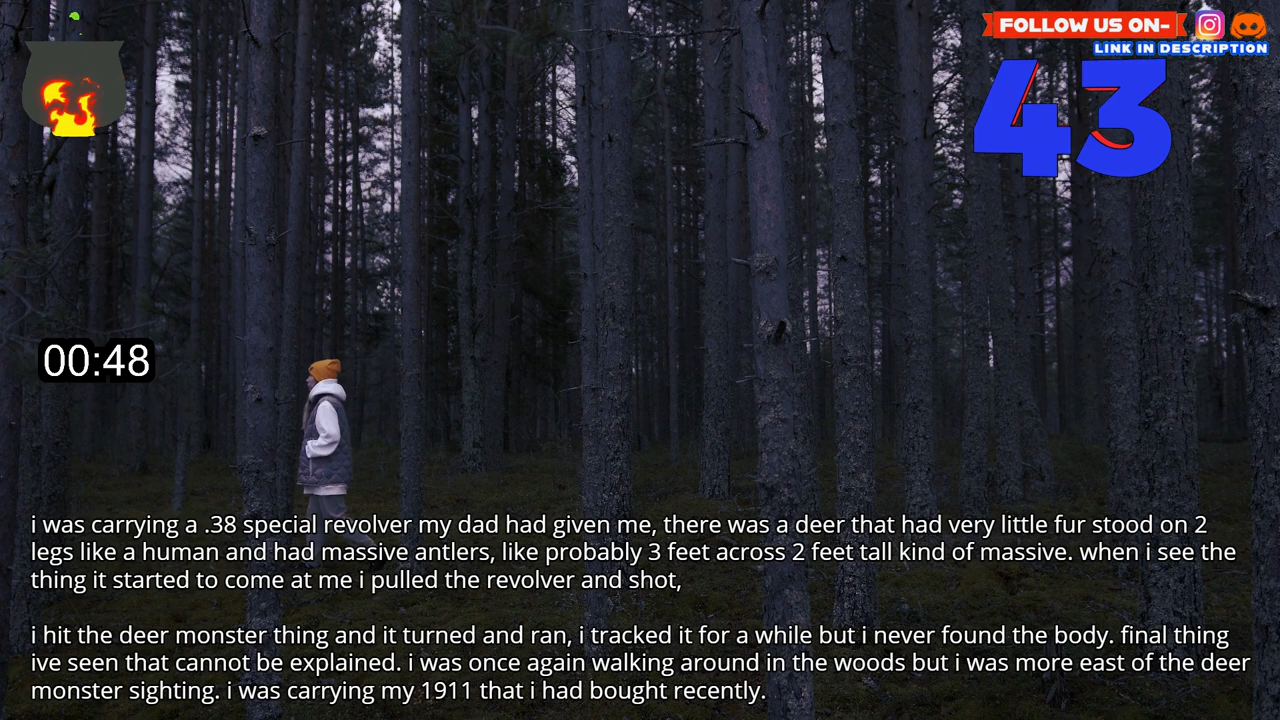 FOLLOW US ON-
LINK IN DESCRIPTION
43
00:48
i was carrying a .38 special revolver my dad had given me, there was a deer that had very little fur stood on 2
legs like a human and had massive antlers, like probably 3 feet across 2 feet tall kind of massive. when i see the
thing it started to come at me i pulled the revolver and shot,
i hit the deer monster thing and it turned and ran, i tracked it for a while but i never found the body. final thing
ive seen that cannot be explained. i was once again walking around in the woods but i was more east of the deer
monster sighting. i was carrying my 1911 that i had bought recently.